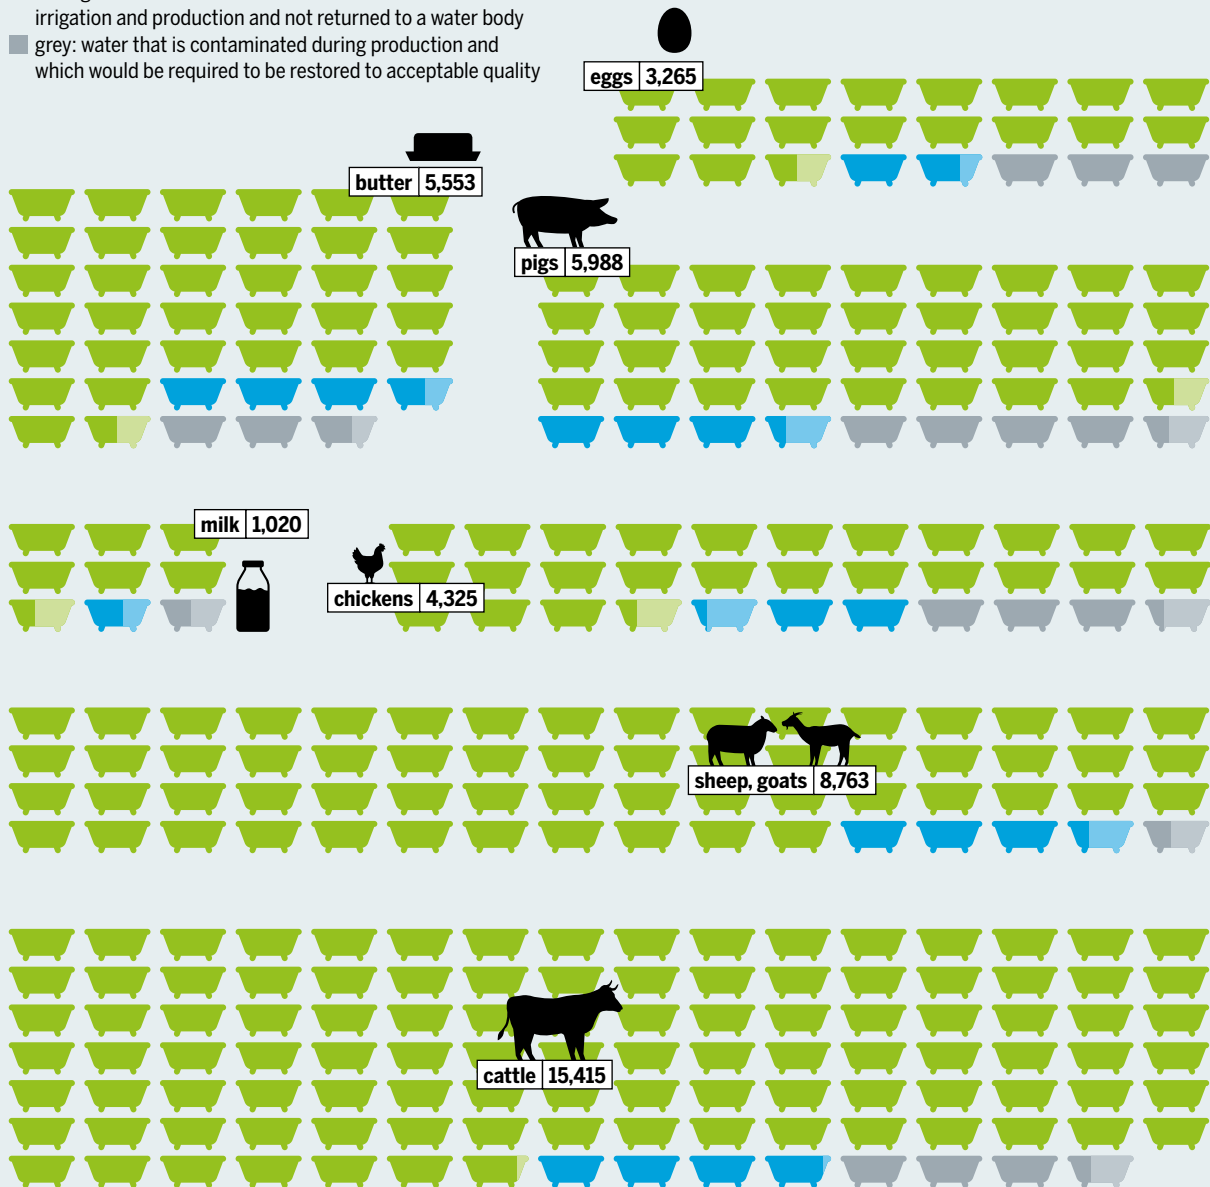 irrigation and production and not returned to a water body
grey: water that is contaminated during production and
which would be required to be restored to acceptable quality
eggs 3,265
butter 5,553
pigs 5,988
milk 1,020
chickens 4,325
sheep, goats 8,763
cattle 15,415